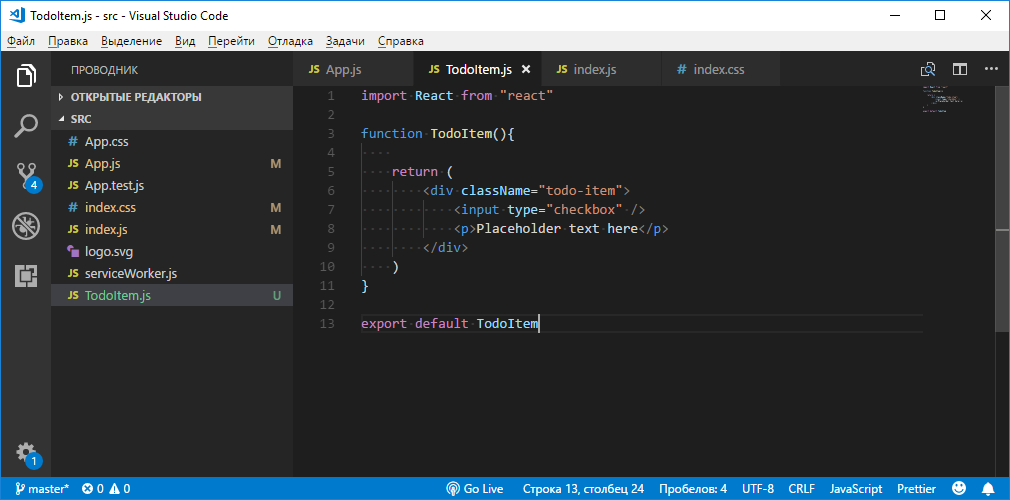 TodoItem.js - src - Visual Studio Code
Файл Правка Выделение Вид Перейти Отладка Задачи Справка
ПРОВОДНИК
ОТКРЫТЫЕ РЕДАКТОРЫ
SRC
# App.css
JS App.js M
JS App.test.js
# index.css M
JS index.js M
logo.svg
JS serviceWorker.js
JS TodoItem.js U
4
1
JS App.js JS TodoItem.js JS index.js # index.css
1 import React from "react"
2
3 function TodoItem(){
4
5 return (
6 <div className="todo-item">
7 <input type="checkbox" />
8 <p>Placeholder text here</p>
9 </div>
10 )
11 }
12
13 export default TodoItem
master* 0 0 Go Live Строка 13, столбец 24 Пробелов: 4 UTF-8 CRLF JavaScript Prettier